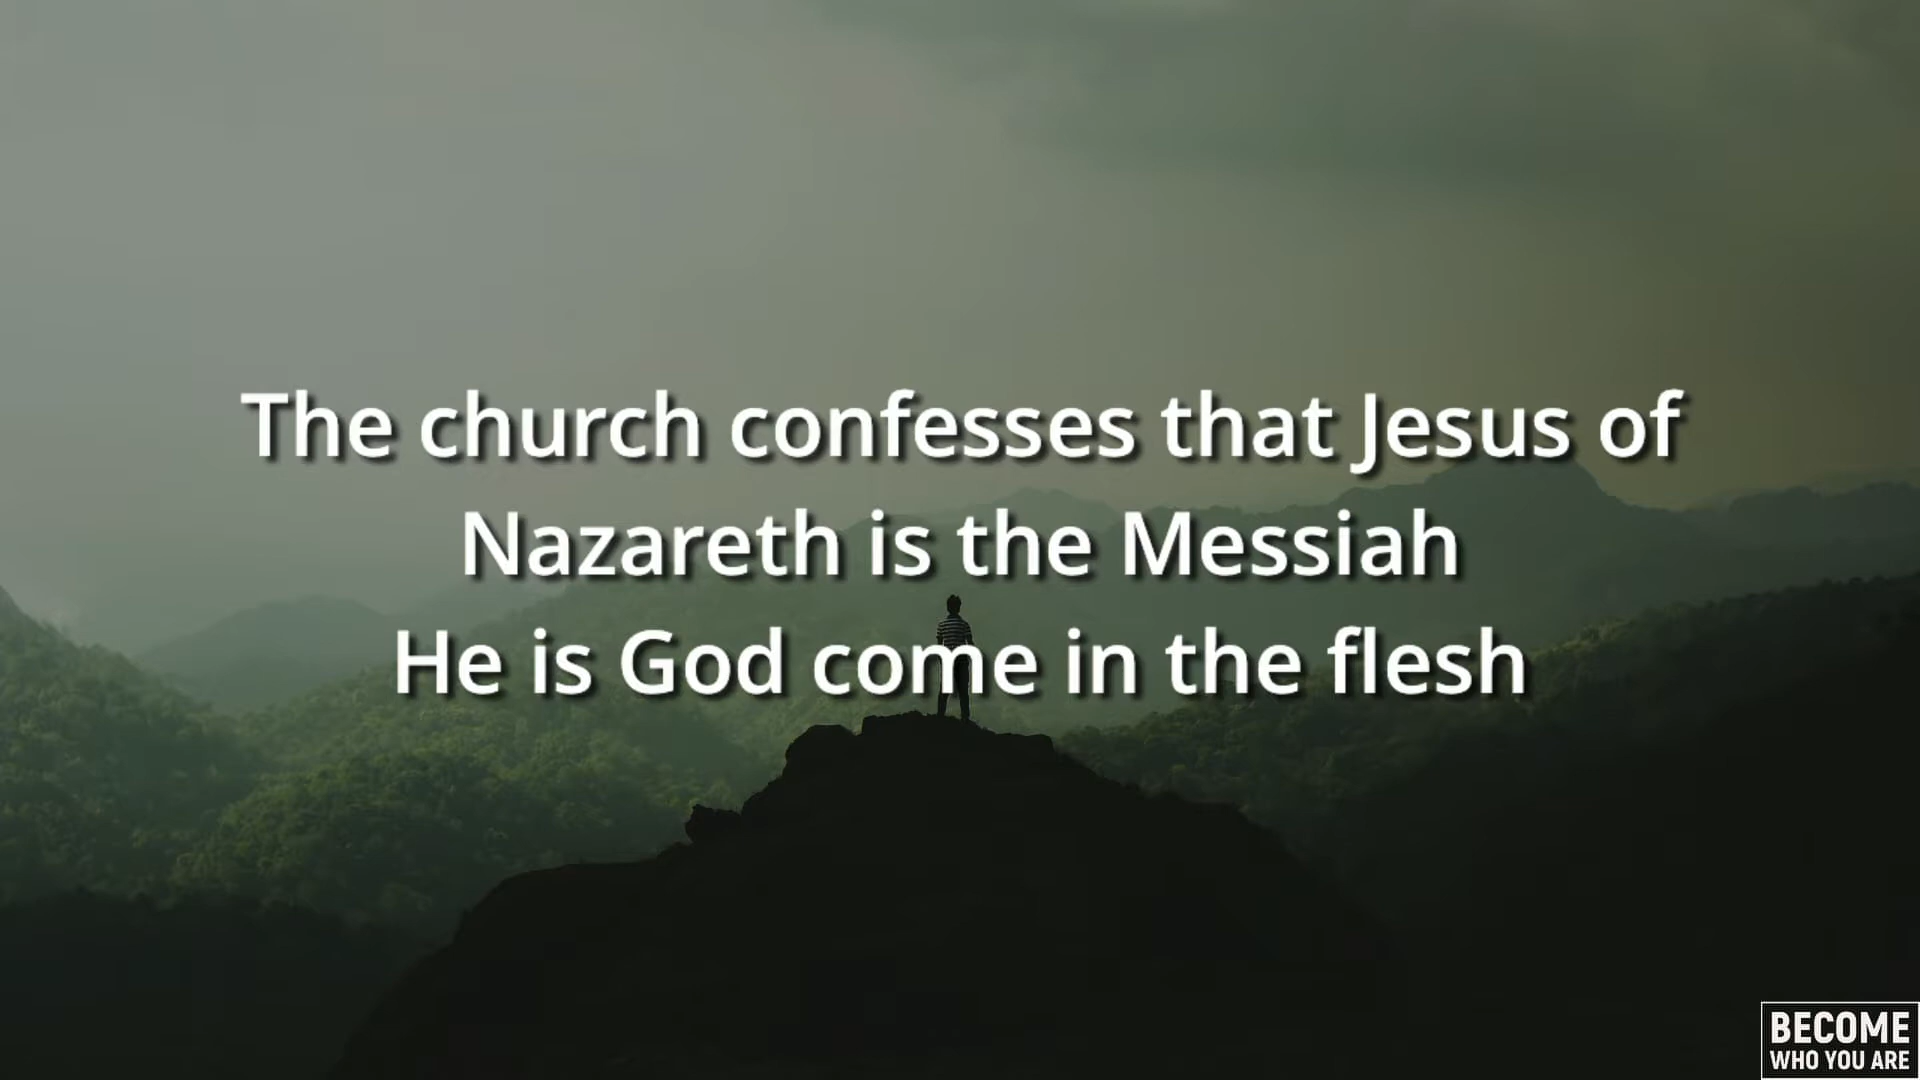 The church confesses that Jesus of
Nazareth is the Messiah
He is God come in the flesh
BECOME
WHO YOU ARE